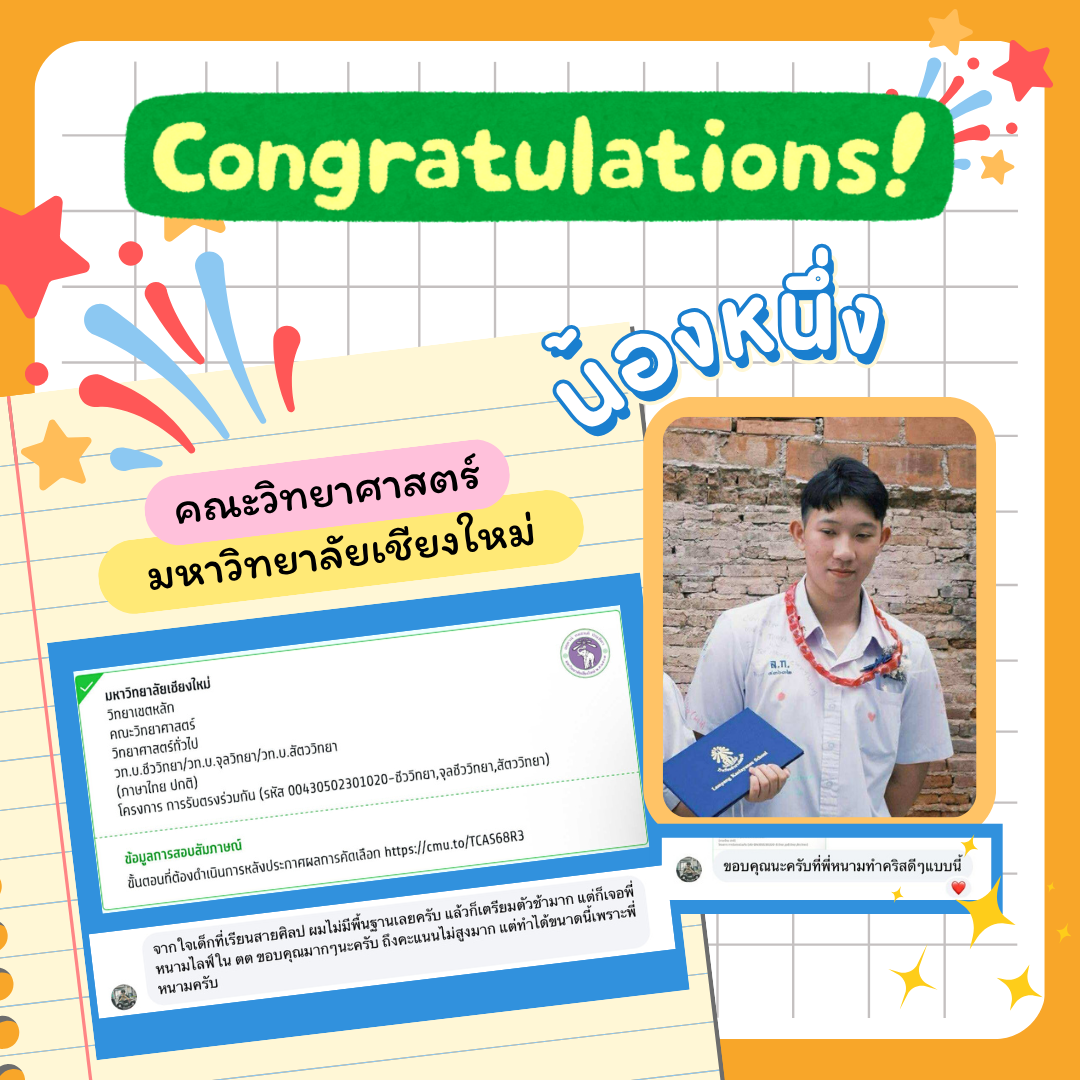 Congratulations!
น้องหนึ่ง
คณะวิทยาศาสตร์
มหาวิทยาลัยเชียงใหม่
มหาวิทยาลัยเชียงใหม่
วิทยาเขตหลัก
คณะวิทยาศาสตร์
วิทยาศาสตร์ทั่วไป
วท.บ.ชีววิทยา/วท.บ.จุลวิทยา/วท.บ.สัตววิทยา
(ภาษาไทย ปกติ)
โครงการ การรับตรงร่วมกัน (รหัส 00430502301020-ชีววิทยา,จุลชีววิทยา,สัตววิทยา)
ข้อมูลการสอบสัมภาษณ์
ขั้นตอนที่ต้องดำเนินการหลังประกาศผลการคัดเลือก https://cmu.to/TCAS68R3
จากใจเด็กที่เรียนสายศิลป ผมไม่มีพื้นฐานเลยครับ แล้วก็เตรียมตัวช้ามาก แต่ก็เจอพี่
หนามไลฟ์ใน ตต ขอบคุณมากๆนะครับ ถึงคะแนนไม่สูงมาก แต่ทำได้ขนาดนี้เพราะพี่
หนามครับ
ล.ก.
Lampang Kanlayanee School
ขอบคุณนะครับที่พี่หนามทำคริสดีๆแบบนี้